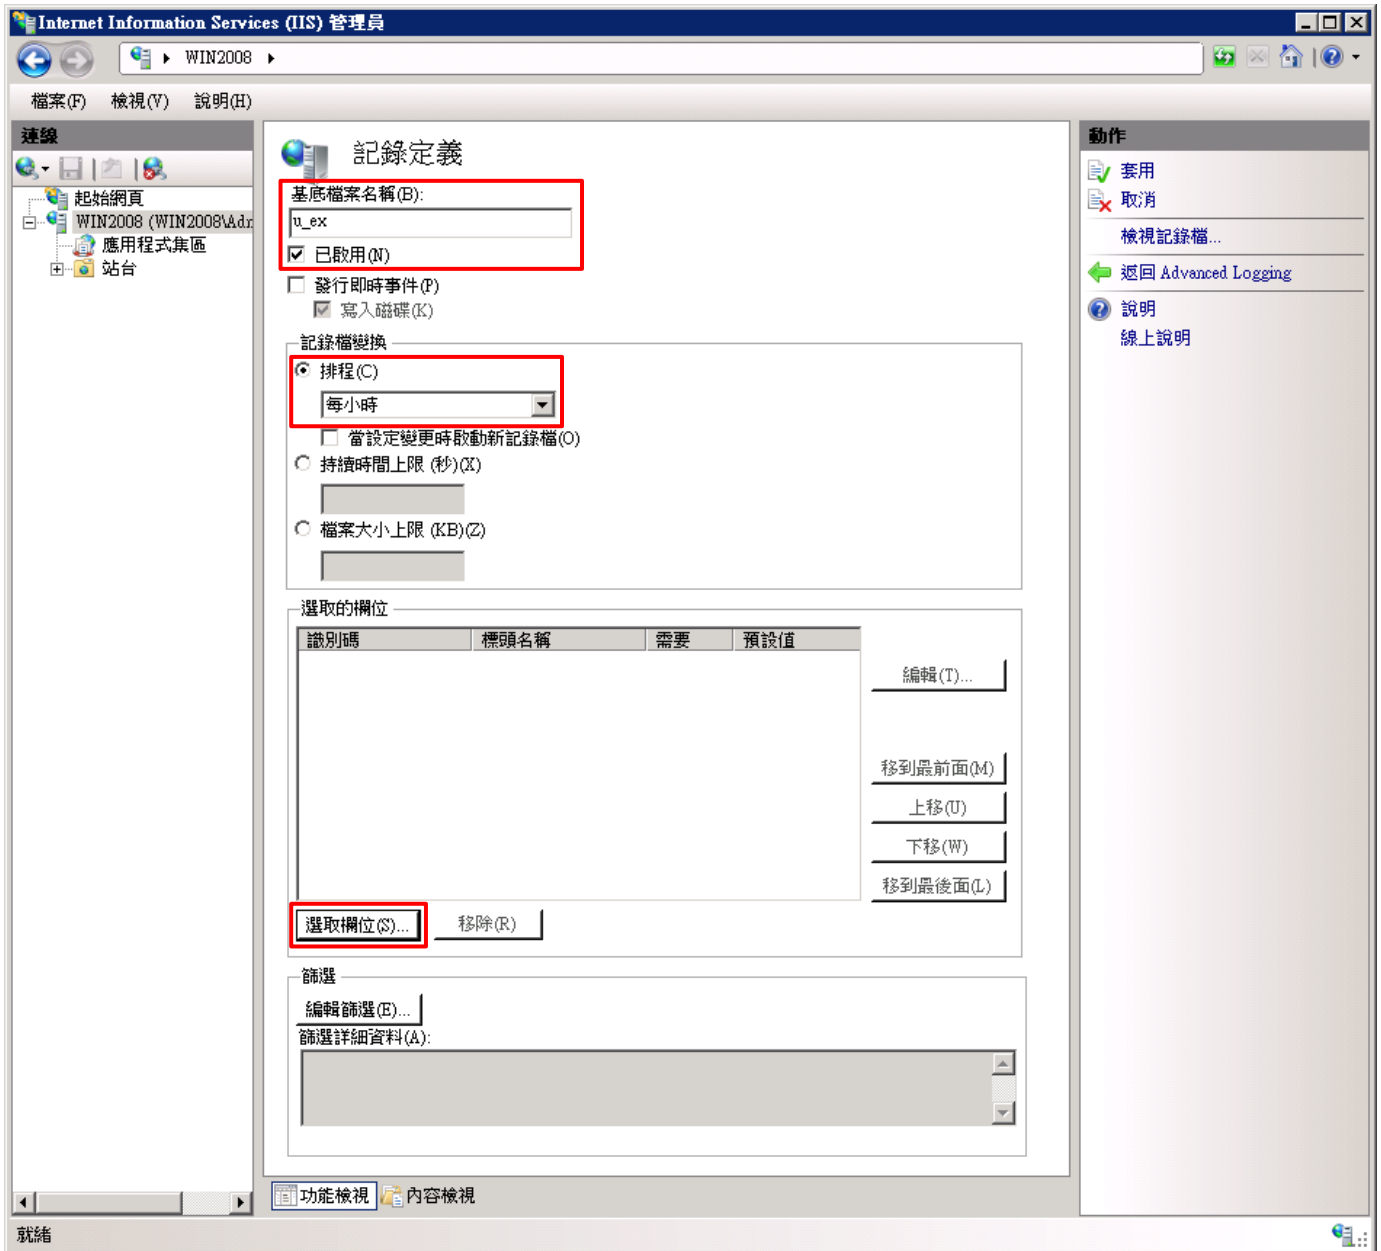 Internet Information Services (IIS) 管理員
WIN2008
檔案(F) 檢視(V) 說明(H)
連線
起始網頁
WIN2008 (WIN2008\Adr
應用程式集區
站台
記錄定義
基底檔案名稱(B):
u_ex
已啟用(N)
發行即時事件(P)
寫入磁碟(K)
記錄檔變換
排程(C)
每小時
當設定變更時啟動新記錄檔(O)
持續時間上限 (秒)(X)
檔案大小上限 (KB)(Z)
選取的欄位
識別碼 標頭名稱 需要 預設值
編輯(T)...
移到最前面(M)
上移(U)
下移(W)
移到最後面(L)
選取欄位(S)... 移除(R)
篩選
編輯篩選(E)...
篩選詳細資料(A):
功能檢視 內容檢視
動作
套用
取消
檢視記錄檔...
返回 Advanced Logging
說明
線上說明
就緒